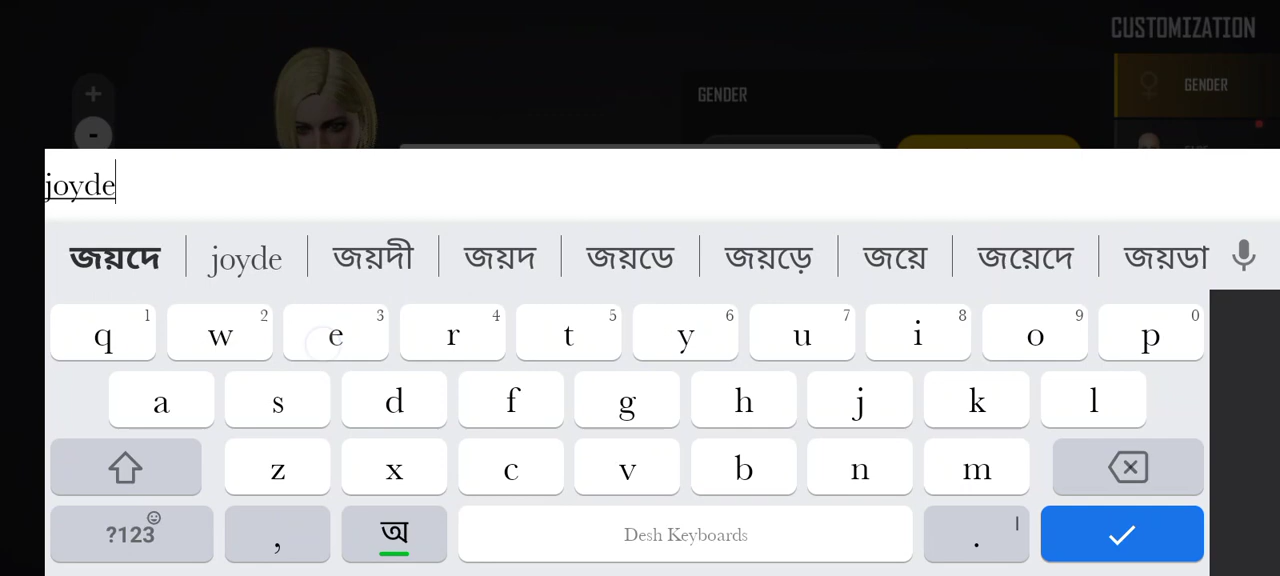 CUSTOMIZATION
+
GENDER
GENDER
-
joyde
জয়দে joyde জয়দী জয়দ জয়ডে জয়ড়ে জয়ে জয়েদে জয়ডা
q 1 w 2 e 3 r 4 t 5 y 6 u 7 i 8 o 9 p 0
a s d f g h j k l
z x c v b n m
?123 , অ Desh Keyboards . |